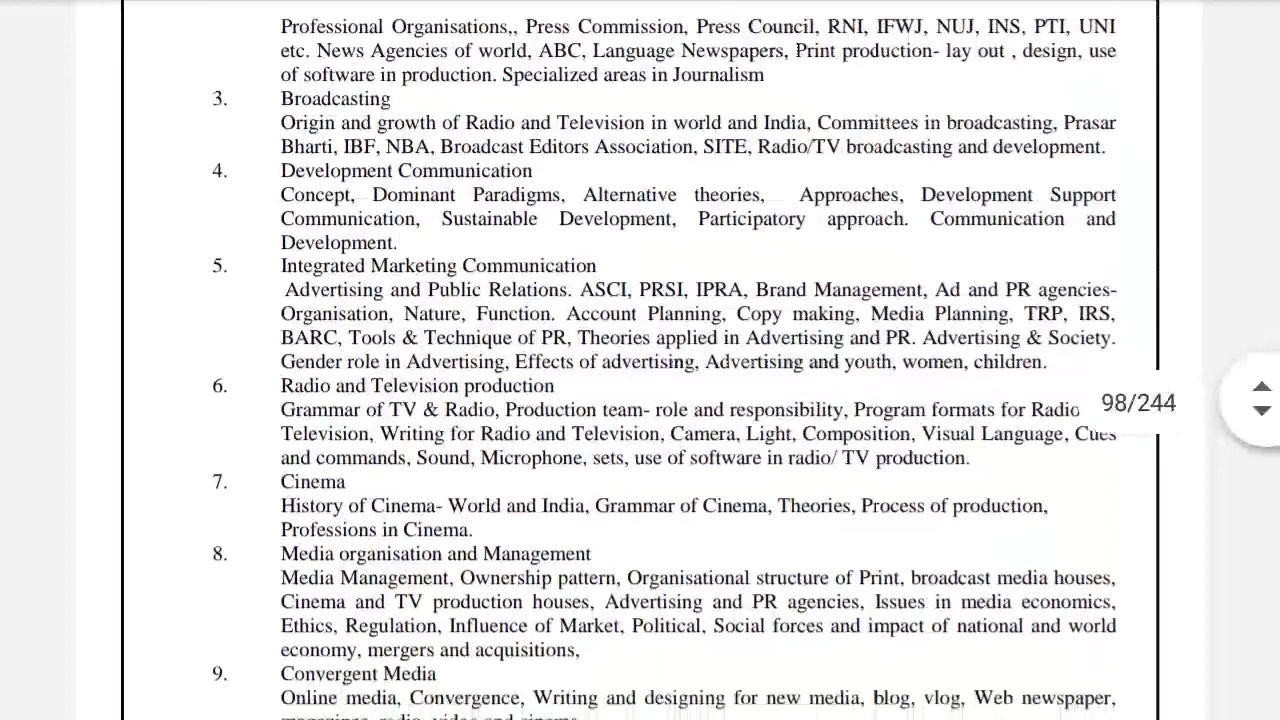 Professional Organisations,, Press Commission, Press Council, RNI, IFWJ, NUJ, INS, PTI, UNI
etc. News Agencies of world, ABC, Language Newspapers, Print production- lay out , design, use
of software in production. Specialized areas in Journalism
3. Broadcasting
Origin and growth of Radio and Television in world and India, Committees in broadcasting, Prasar
Bharti, IBF, NBA, Broadcast Editors Association, SITE, Radio/TV broadcasting and development.
4. Development Communication
Concept, Dominant Paradigms, Alternative theories, Approaches, Development Support
Communication, Sustainable Development, Participatory approach. Communication and
Development.
5. Integrated Marketing Communication
Advertising and Public Relations. ASCI, PRSI, IPRA, Brand Management, Ad and PR agencies-
Organisation, Nature, Function. Account Planning, Copy making, Media Planning, TRP, IRS,
BARC, Tools & Technique of PR, Theories applied in Advertising and PR. Advertising & Society.
Gender role in Advertising, Effects of advertising, Advertising and youth, women, children.
6. Radio and Television production
Grammar of TV & Radio, Production team- role and responsibility, Program formats for Radio
98/244
Television, Writing for Radio and Television, Camera, Light, Composition, Visual Language, Cues
and commands, Sound, Microphone, sets, use of software in radio/ TV production.
7. Cinema
History of Cinema- World and India, Grammar of Cinema, Theories, Process of production,
Professions in Cinema.
8. Media organisation and Management
Media Management, Ownership pattern, Organisational structure of Print, broadcast media houses,
Cinema and TV production houses, Advertising and PR agencies, Issues in media economics,
Ethics, Regulation, Influence of Market, Political, Social forces and impact of national and world
economy, mergers and acquisitions,
9. Convergent Media
Online media, Convergence, Writing and designing for new media, blog, vlog, Web newspaper,